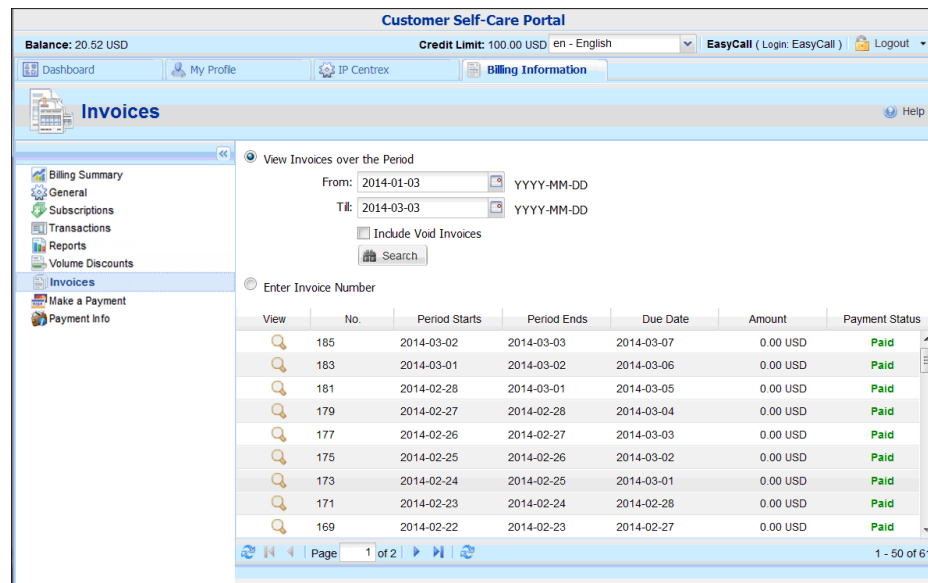 Customer Self-Care Portal
Balance: 20.52 USD Credit Limit: 100.00 USD en - English EasyCall ( Login: EasyCall ) Logout
Dashboard My Profile IP Centrex Billing Information
Invoices Help
View Invoices over the Period
Billing Summary
General
Subscriptions
Transactions
Reports
Volume Discounts
Invoices
Make a Payment
Payment Info
From: 2014-01-03 YYYY-MM-DD
Till: 2014-03-03 YYYY-MM-DD
Include Void Invoices
Search
Enter Invoice Number
View No. Period Starts Period Ends Due Date Amount Payment Status
185 2014-03-02 2014-03-03 2014-03-07 0.00 USD Paid
183 2014-03-01 2014-03-02 2014-03-06 0.00 USD Paid
181 2014-02-28 2014-03-01 2014-03-05 0.00 USD Paid
179 2014-02-27 2014-02-28 2014-03-04 0.00 USD Paid
177 2014-02-26 2014-02-27 2014-03-03 0.00 USD Paid
175 2014-02-25 2014-02-26 2014-03-02 0.00 USD Paid
173 2014-02-24 2014-02-25 2014-03-01 0.00 USD Paid
171 2014-02-23 2014-02-24 2014-02-28 0.00 USD Paid
169 2014-02-22 2014-02-23 2014-02-27 0.00 USD Paid
Page 1 of 2 1 - 50 of 61